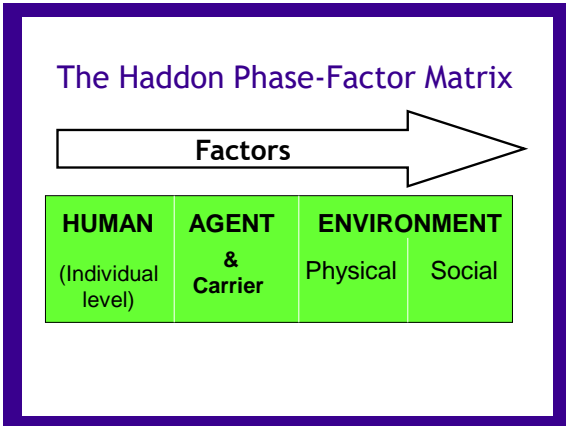 The Haddon Phase-Factor Matrix
Factors
HUMAN
(Individual
level)
AGENT
&
Carrier
ENVIRONMENT
Physical
Social